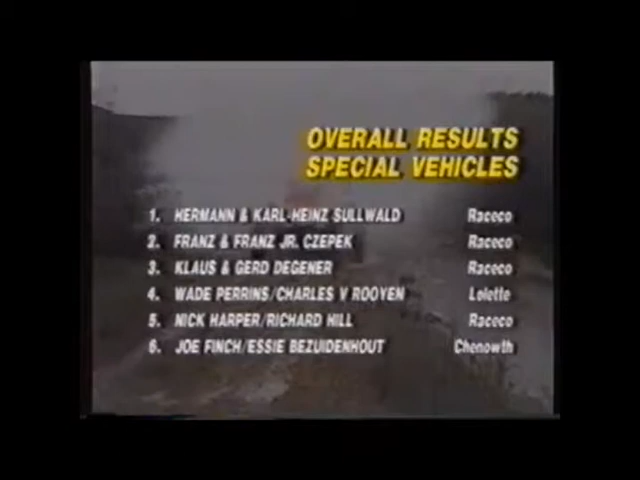 OVERALL RESULTS
SPECIAL VEHICLES
1. HERMANN & KARL-HEINZ SULLWALD Raceco
2. FRANZ & FRANZ JR. CZEPEK Raceco
3. KLAUS & GERD DEGENER Raceco
4. WADE PERRINS/CHARLES V ROOYEN Lolette
5. NICK HARPER/RICHARD HILL Raceco
6. JOE FINCH/ESSIE BEZUIDENHOUT Chenowth